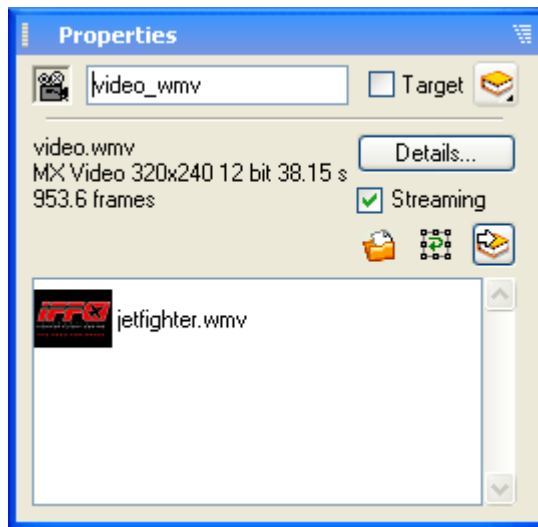 Properties
video_wmv
Target
video.wmv
Details...
MX Video 320x240 12 bit 38.15 s
953.6 frames
Streaming
jetfighter.wmv